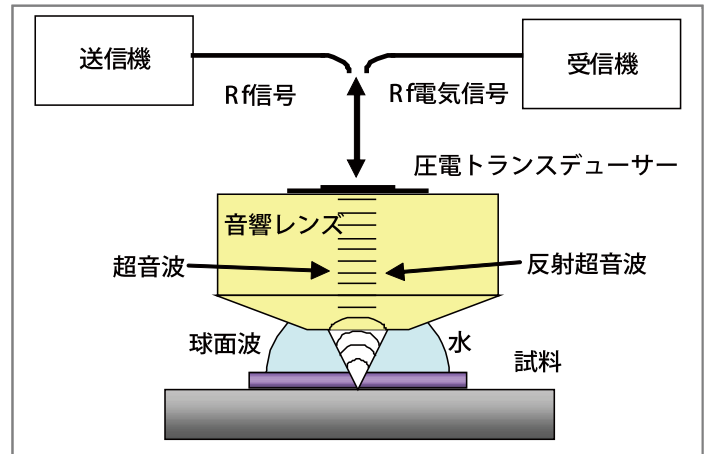 送信機
受信機
Rf信号
Rf電気信号
圧電トランスデューサー
音響レンズ
超音波
反射超音波
球面波
水
試料